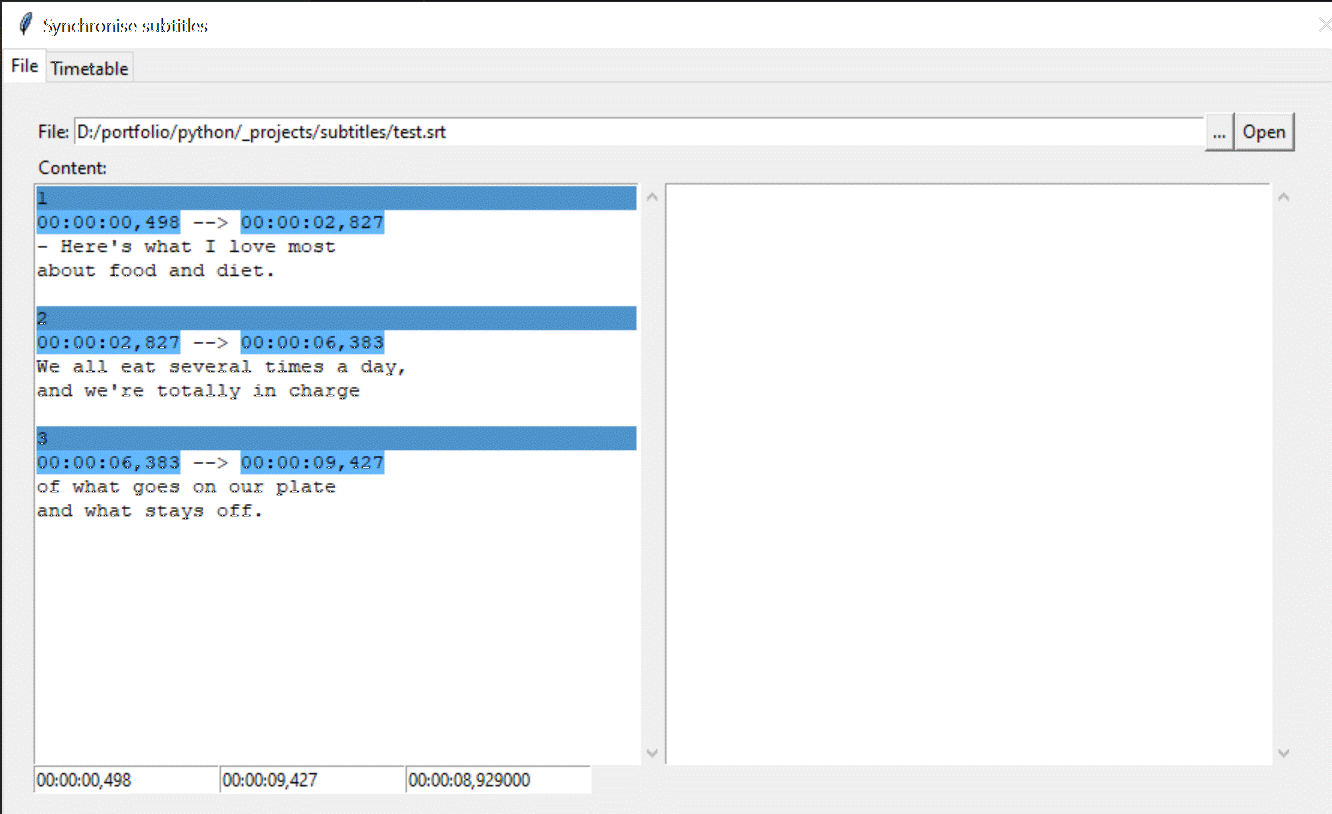 Synchronise subtitles
File Timetable
File: D:/portfolio/python/_projects/subtitles/test.srt ... Open
Content:
1
00:00:00,498 --> 00:00:02,827
- Here's what I love most
about food and diet.
2
00:00:02,827 --> 00:00:06,383
We all eat several times a day,
and we're totally in charge
3
00:00:06,383 --> 00:00:09,427
of what goes on our plate
and what stays off.
00:00:00,498 00:00:09,427 00:00:08,929000